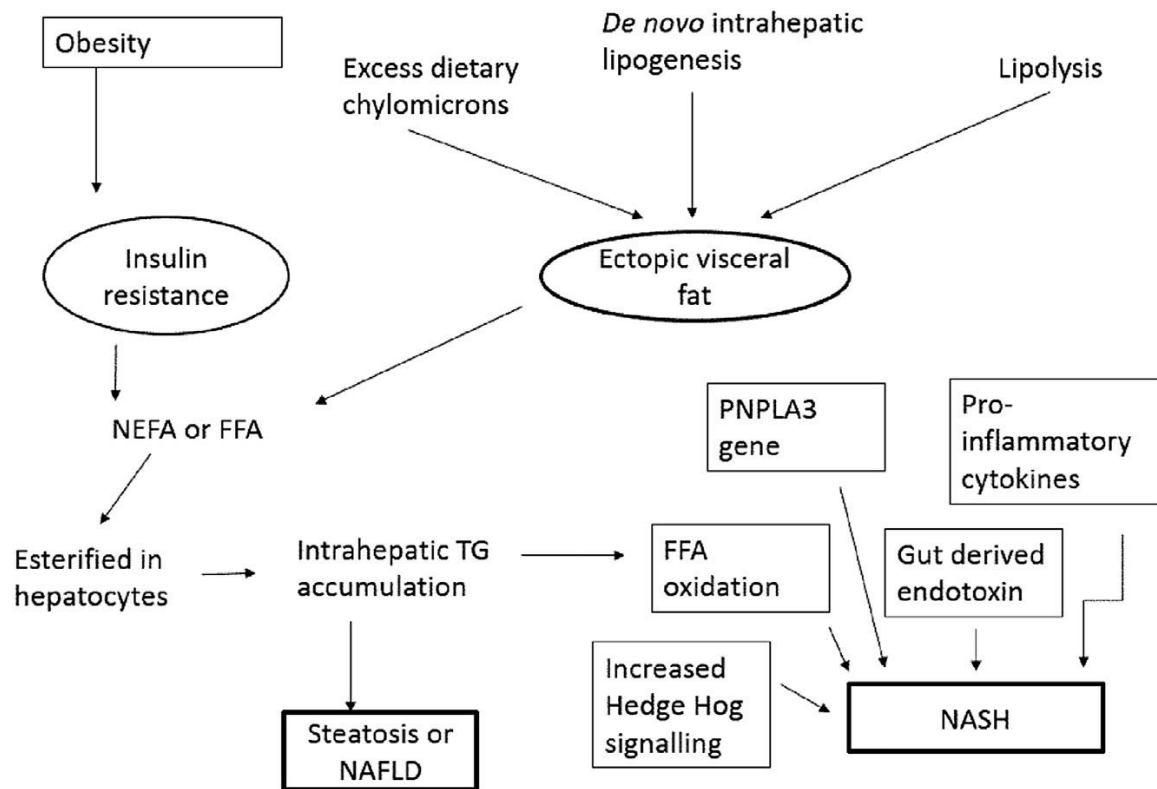 Obesity
Excess dietary
chylomicrons
De novo intrahepatic
lipogenesis
Lipolysis
Insulin
resistance
Ectopic visceral
fat
NEFA or FFA
PNPLA3
gene
Pro-
inflammatory
cytokines
Esterified in
hepatocytes
Intrahepatic TG
accumulation
FFA
oxidation
Gut derived
endotoxin
Increased
Hedge Hog
signalling
NASH
Steatosis or
NAFLD